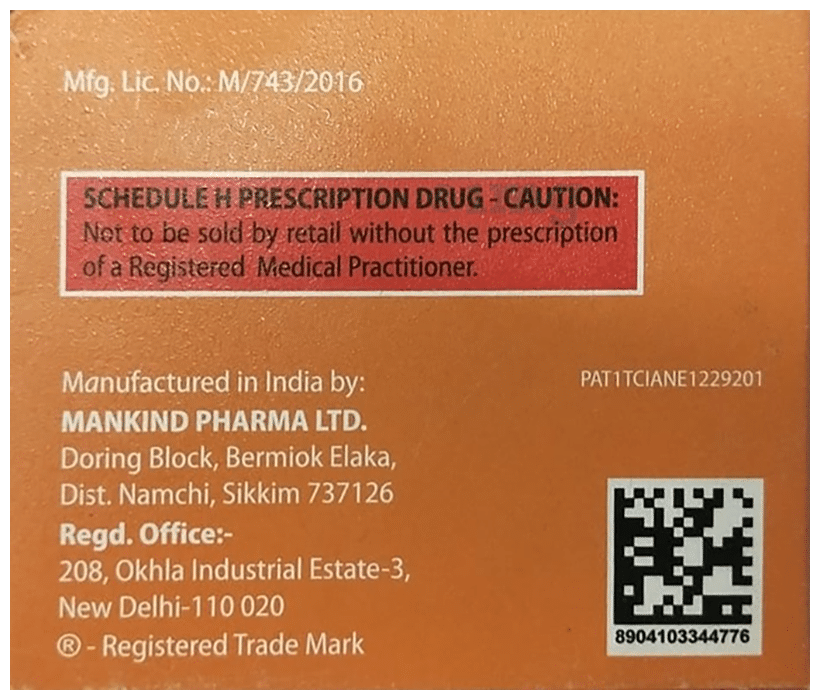 Mfg. Lic. No.: M/743/2016
SCHEDULE H PRESCRIPTION DRUG - CAUTION:
Not to be sold by retail without the prescription
of a Registered Medical Practitioner.
Manufactured in India by:
PAT1TCIANE1229201
MANKIND PHARMA LTD.
Doring Block, Bermiok Elaka,
Dist. Namchi, Sikkim 737126
Regd. Office:-
208, Okhla Industrial Estate-3,
New Delhi-110 020
® - Registered Trade Mark
8904103344776